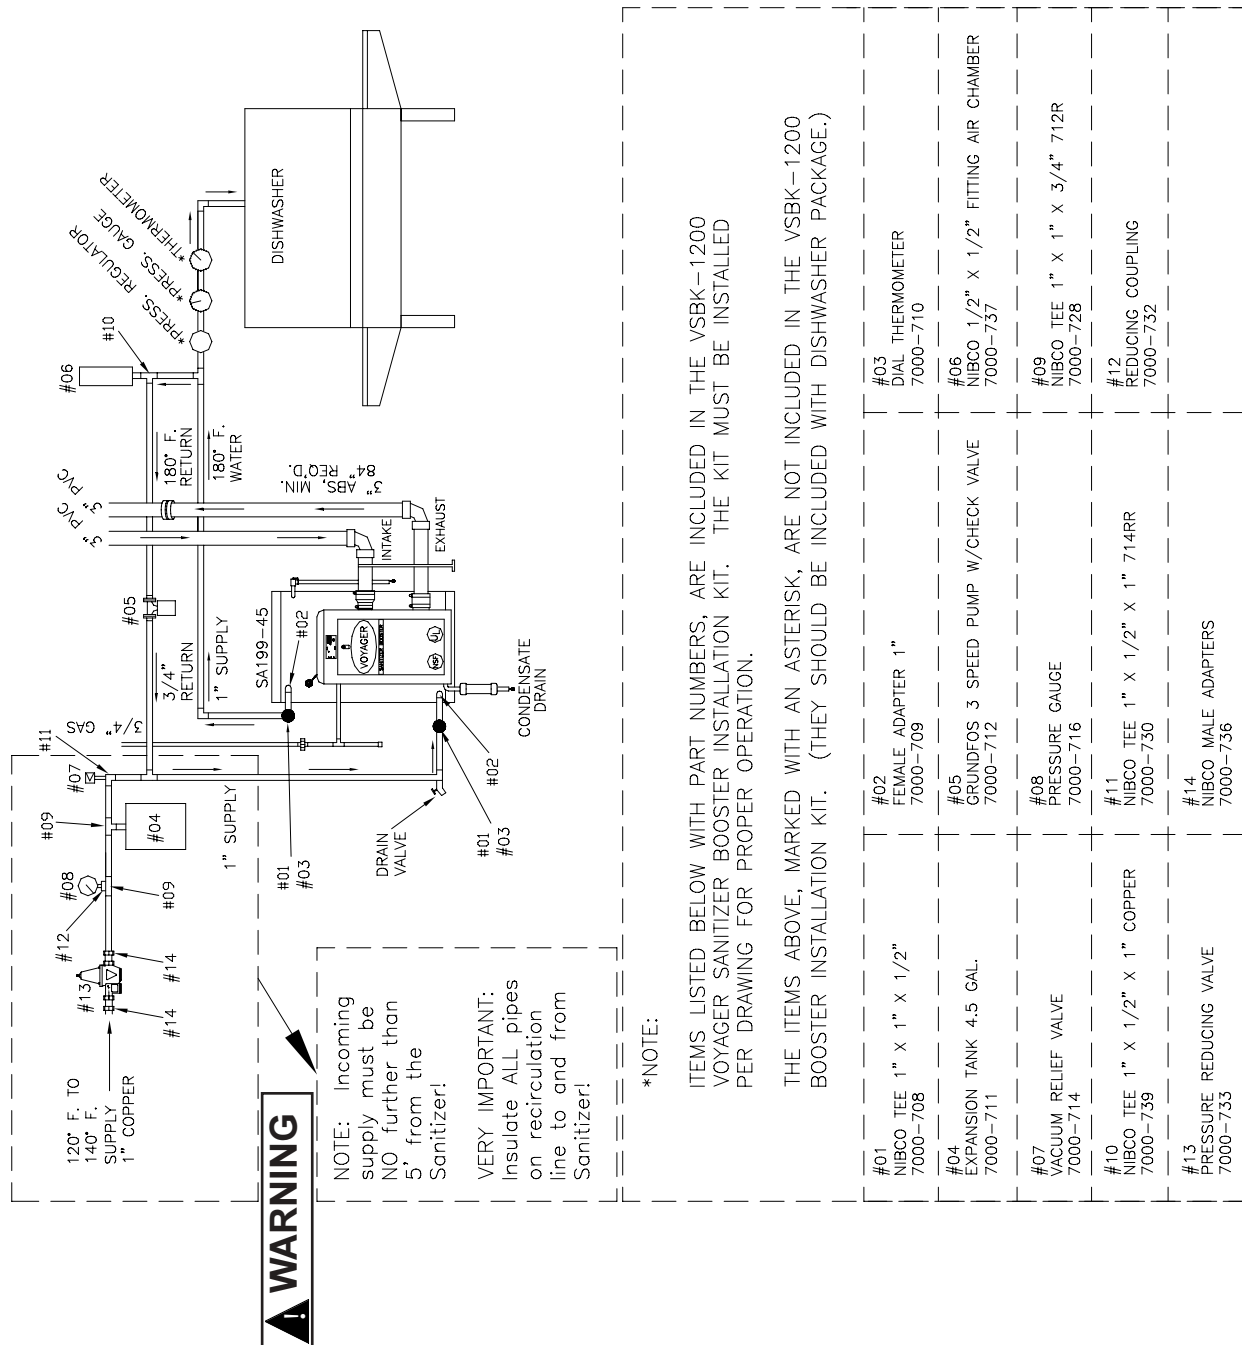 120° F. TO
140° F.
SUPPLY
1" COPPER
#14
#13
#14
#12
#08
#09
#09
#04
#07
#11
1" SUPPLY
3/4" GAS
3/4"
RETURN
1" SUPPLY
#05
180° F.
RETURN
180° F.
WATER
3" PVC
3" PVC
3" ABS, MIN.
84" REQ'D.
#06
#10
*PRESS. REGULATOR
*PRESS. GAUGE
*THERMOMETER
DISHWASHER
SA199-45
#02
INTAKE
EXHAUST
VOYAGER
SANITIZER BOOSTER
NSF
UL
#01
#03
DRAIN
VALVE
#01
#03
#02
CONDENSATE
DRAIN
WARNING
NOTE: Incoming
supply must be
NO further than
5' from the
Sanitizer!
VERY IMPORTANT:
Insulate ALL pipes
on recirculation
line to and from
Sanitizer!
*NOTE:
ITEMS LISTED BELOW WITH PART NUMBERS, ARE INCLUDED IN THE VSBK-1200
VOYAGER SANITIZER BOOSTER INSTALLATION KIT. THE KIT MUST BE INSTALLED
PER DRAWING FOR PROPER OPERATION.
THE ITEMS ABOVE, MARKED WITH AN ASTERISK, ARE NOT INCLUDED IN THE VSBK-1200
BOOSTER INSTALLATION KIT. (THEY SHOULD BE INCLUDED WITH DISHWASHER PACKAGE.)
#01
NIBCO TEE 1" X 1" X 1/2"
7000-708
#02
FEMALE ADAPTER 1"
7000-709
#03
DIAL THERMOMETER
7000-710
#04
EXPANSION TANK 4.5 GAL.
7000-711
#05
GRUNDFOS 3 SPEED PUMP W/CHECK VALVE
7000-712
#06
NIBCO 1/2" X 1/2" FITTING AIR CHAMBER
7000-737
#07
VACUUM RELIEF VALVE
7000-714
#08
PRESSURE GAUGE
7000-716
#09
NIBCO TEE 1" X 1" X 3/4" 712R
7000-728
#10
NIBCO TEE 1" X 1/2" X 1" COPPER
7000-739
#11
NIBCO TEE 1" X 1/2" X 1" 714RR
7000-730
#12
REDUCING COUPLING
7000-732
#13
PRESSURE REDUCING VALVE
7000-733
#14
NIBCO MALE ADAPTERS
7000-736